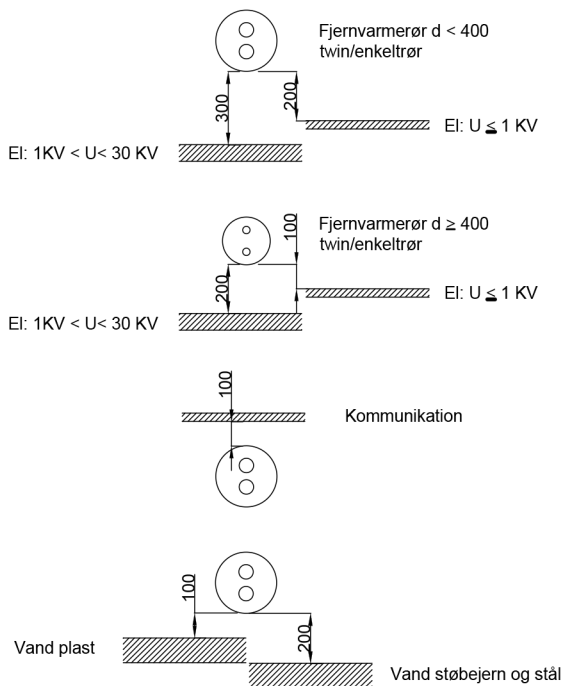 Fjernvarmerør d < 400
twin/enkeltrør
300
200
El: U ≤ 1 KV
El: 1KV < U< 30 KV
Fjernvarmerør d ≥ 400
twin/enkeltrør
100
200
El: U ≤ 1 KV
El: 1KV < U< 30 KV
100
Kommunikation
100
200
Vand plast
Vand støbejern og stål